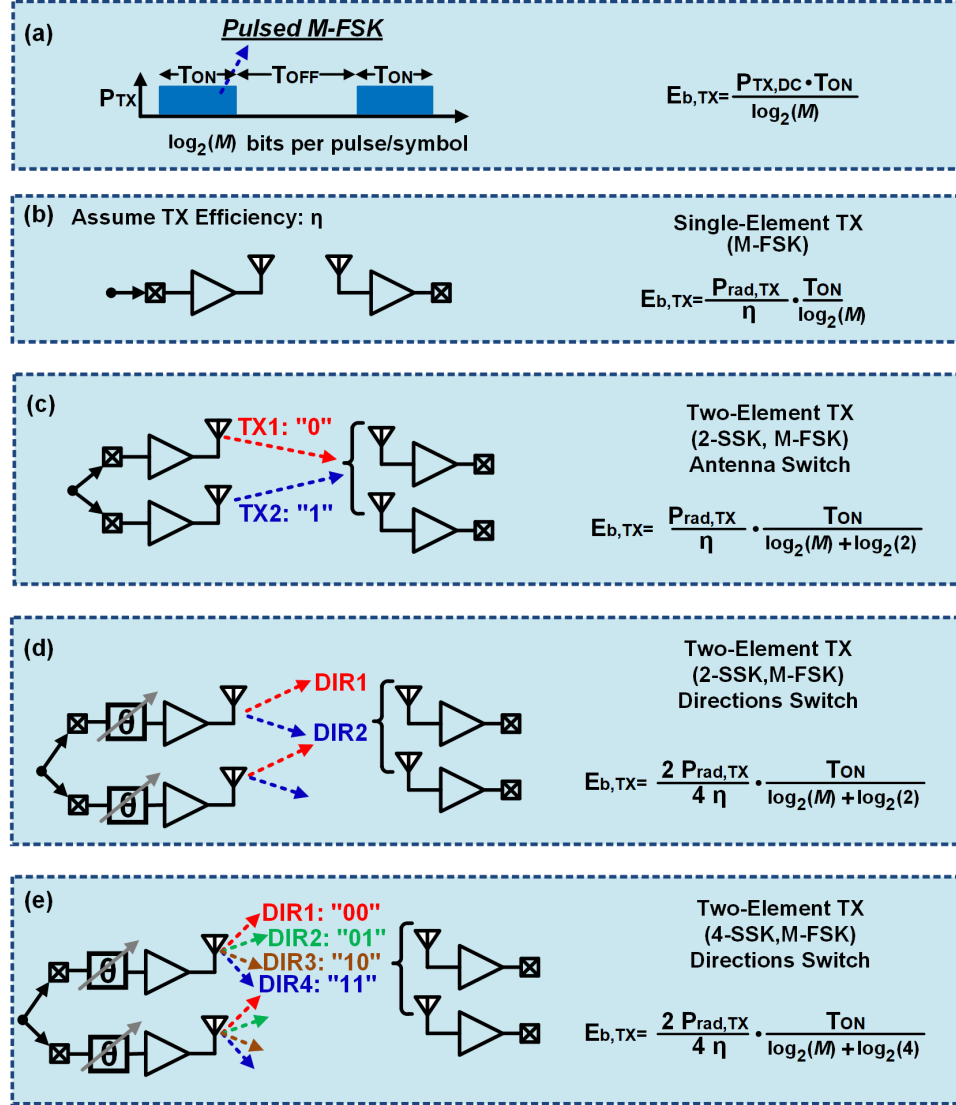 (a)
Pulsed M-FSK
TON TOFF TON
PTX
log2(M) bits per pulse/symbol
Eb,TX= PTX,DC • TON
log2(M)
(b) Assume TX Efficiency: η
Single-Element TX
(M-FSK)
Eb,TX= Prad,TX • TON
η log2(M)
(c)
TX1: "0"
TX2: "1"
Two-Element TX
(2-SSK, M-FSK)
Antenna Switch
Eb,TX= Prad,TX • TON
η log2(M) +log2(2)
(d)
DIR1
DIR2
θ
θ
Two-Element TX
(2-SSK,M-FSK)
Directions Switch
Eb,TX= 2 Prad,TX • TON
4 η log2(M) +log2(2)
(e)
DIR1: "00"
DIR2: "01"
DIR3: "10"
DIR4: "11"
θ
θ
Two-Element TX
(4-SSK,M-FSK)
Directions Switch
Eb,TX= 2 Prad,TX • TON
4 η log2(M) +log2(4)